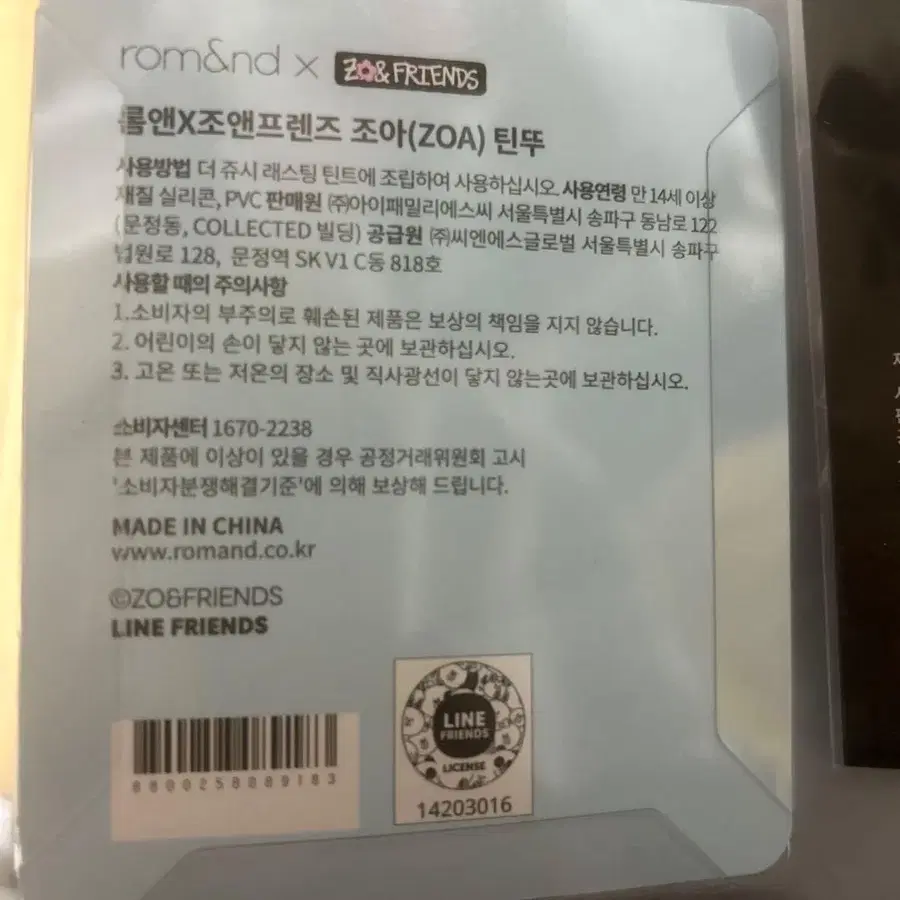 rom&nd × ZO&FRIENDS
롬앤X조앤프렌즈 조아(ZOA) 틴뚜
사용방법 더 쥬시 래스팅 틴트에 조립하여 사용하십시오. 사용연령 만 14세 이상
재질 실리콘, PVC 판매원 ㈜아이패밀리에스씨 서울특별시 송파구 동남로 122
(문정동, COLLECTED 빌딩) 공급원 ㈜씨엔에스글로벌 서울특별시 송파구
법원로 128, 문정역 SK V1 C동 818호
사용할 때의 주의사항
1.소비자의 부주의로 훼손된 제품은 보상의 책임을 지지 않습니다.
2. 어린이의 손이 닿지 않는 곳에 보관하십시오.
3. 고온 또는 저온의 장소 및 직사광선이 닿지 않는곳에 보관하십시오.
소비자센터 1670-2238
본 제품에 이상이 있을 경우 공정거래위원회 고시
'소비자분쟁해결기준'에 의해 보상해 드립니다.
MADE IN CHINA
www.romand.co.kr
©ZO&FRIENDS
LINE FRIENDS
LINE
FRIENDS
LICENSE
14203016
8800258089183